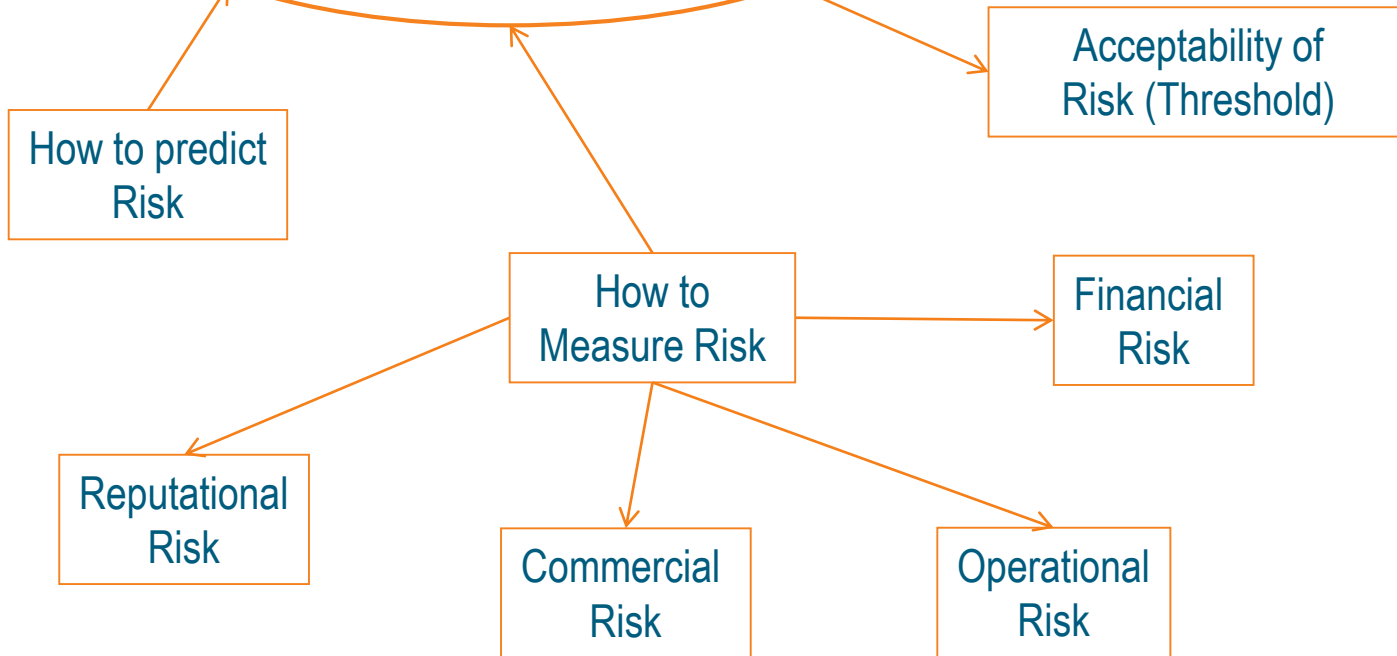 Acceptability of
Risk (Threshold)
How to predict
Risk
How to
Measure Risk
Financial
Risk
Reputational
Risk
Commercial
Risk
Operational
Risk